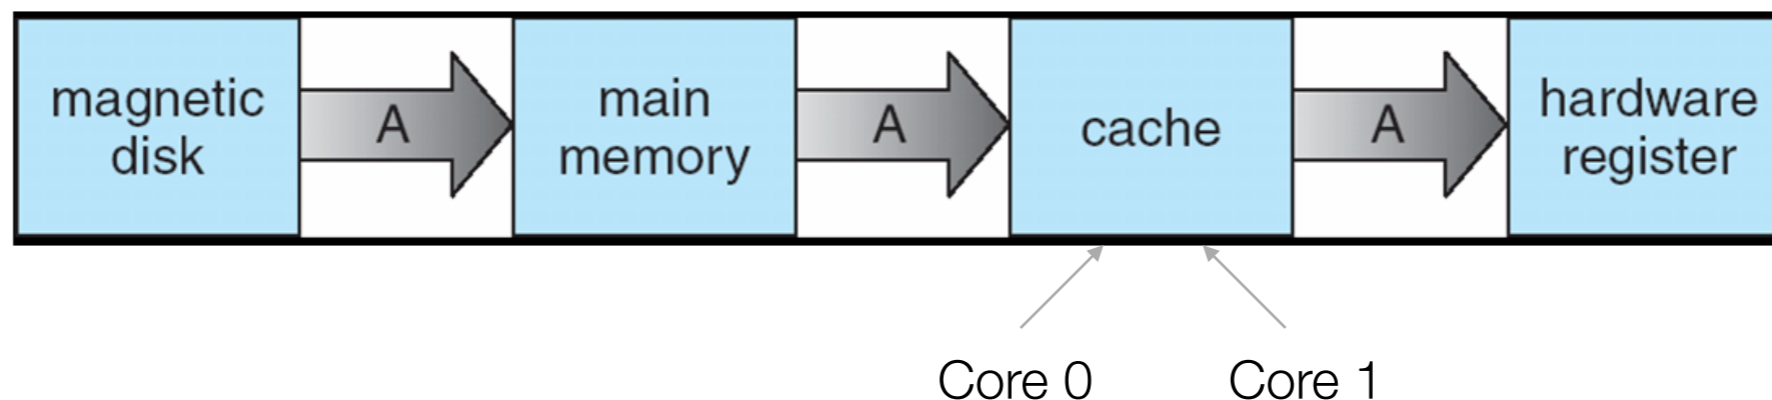 magnetic
disk
A
main
memory
A
cache
A
hardware
register
Core 0
Core 1